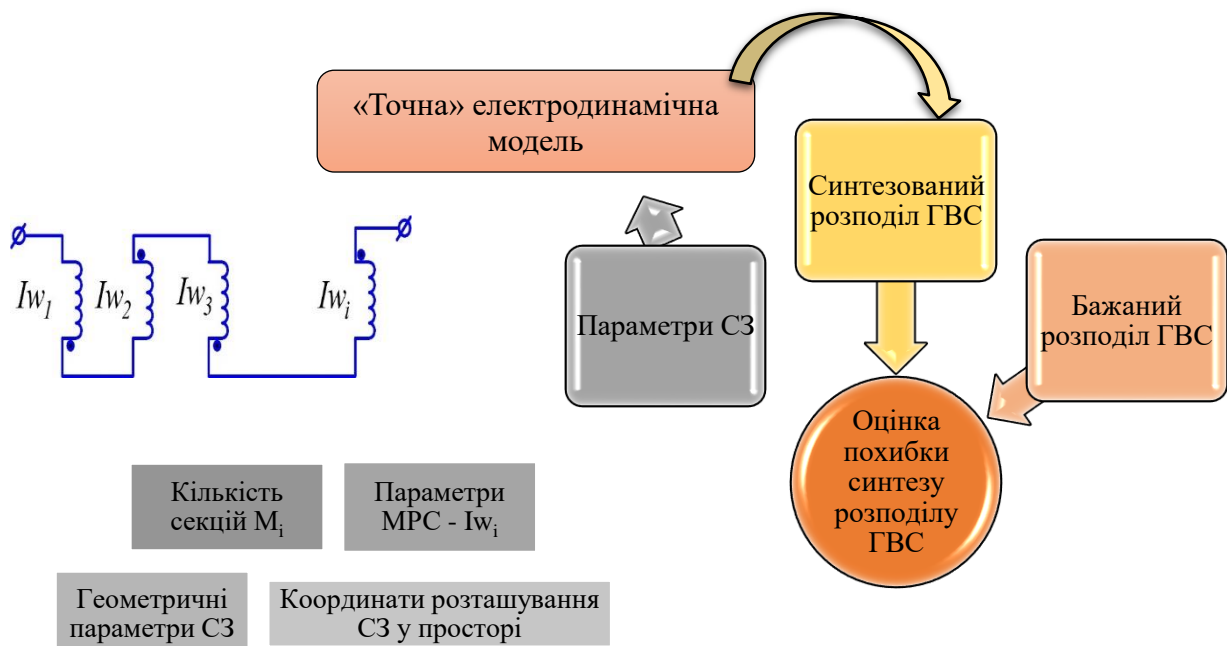 «Точна» електродинамічна
модель
Синтезований
розподіл ГВС
Параметри СЗ
Бажаний
розподіл ГВС
Оцінка
похибки
синтезу
розподілу
ГВС
Iw₁
Iw₂
Iw₃
Iwᵢ
Кількість
секцій Mᵢ
Параметри
МРС - Iwᵢ
Геометричні
параметри СЗ
Координати розташування
СЗ у просторі